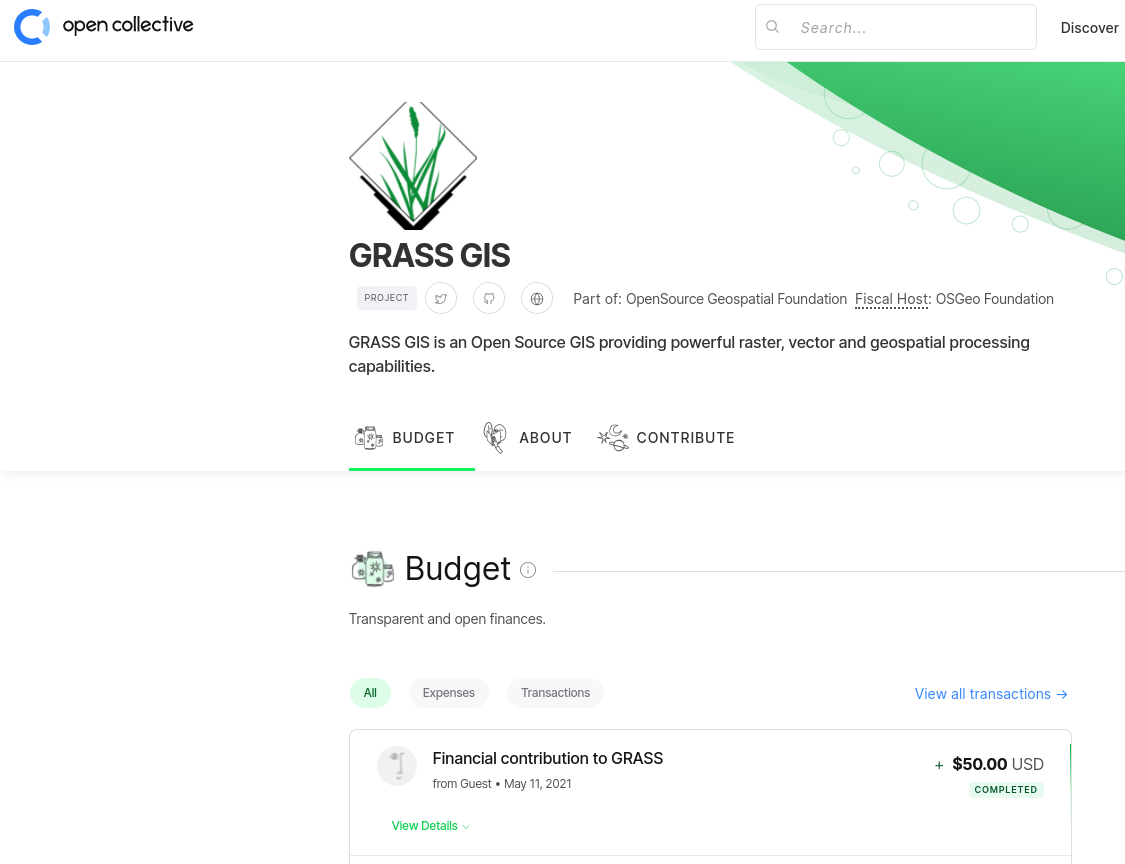 open collective
Search...
Discover
GRASS GIS
PROJECT
Part of: OpenSource Geospatial Foundation Fiscal Host: OSGeo Foundation
GRASS GIS is an Open Source GIS providing powerful raster, vector and geospatial processing
capabilities.
BUDGET ABOUT CONTRIBUTE
Budget
Transparent and open finances.
All Expenses Transactions View all transactions →
Financial contribution to GRASS
+ $50.00 USD
from Guest • May 11, 2021
COMPLETED
View Details